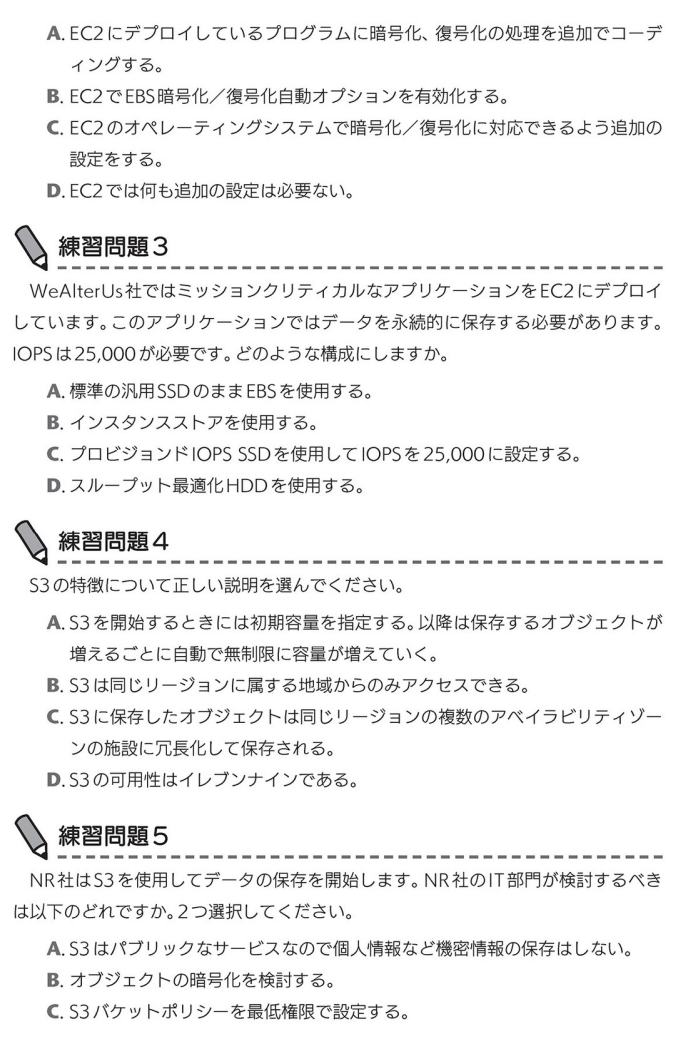 A. EC2にデプロイしているプログラムに暗号化、復号化の処理を追加でコーデ
ィングする。
B. EC2でEBS暗号化／復号化自動オプションを有効化する。
C. EC2のオペレーティングシステムで暗号化／復号化に対応できるよう追加の
設定をする。
D. EC2では何も追加の設定は必要ない。
練習問題3
WeAlterUs社ではミッションクリティカルなアプリケーションをEC2にデプロイ
しています。このアプリケーションではデータを永続的に保存する必要があります。
IOPSは25,000が必要です。どのような構成にしますか。
A. 標準の汎用SSDのままEBSを使用する。
B. インスタンスストアを使用する。
C. プロビジョンドIOPS SSDを使用してIOPSを25,000に設定する。
D. スループット最適化HDDを使用する。
練習問題4
S3の特徴について正しい説明を選んでください。
A. S3を開始するときには初期容量を指定する。以降は保存するオブジェクトが
増えるごとに自動で無制限に容量が増えていく。
B. S3は同じリージョンに属する地域からのみアクセスできる。
C. S3に保存したオブジェクトは同じリージョンの複数のアベイラビリティゾー
ンの施設に冗長化して保存される。
D. S3の可用性はイレブンナインである。
練習問題5
NR社はS3を使用してデータの保存を開始します。NR社のIT部門が検討するべき
は以下のどれですか。2つ選択してください。
A. S3はパブリックなサービスなので個人情報など機密情報の保存はしない。
B. オブジェクトの暗号化を検討する。
C. S3バケットポリシーを最低権限で設定する。